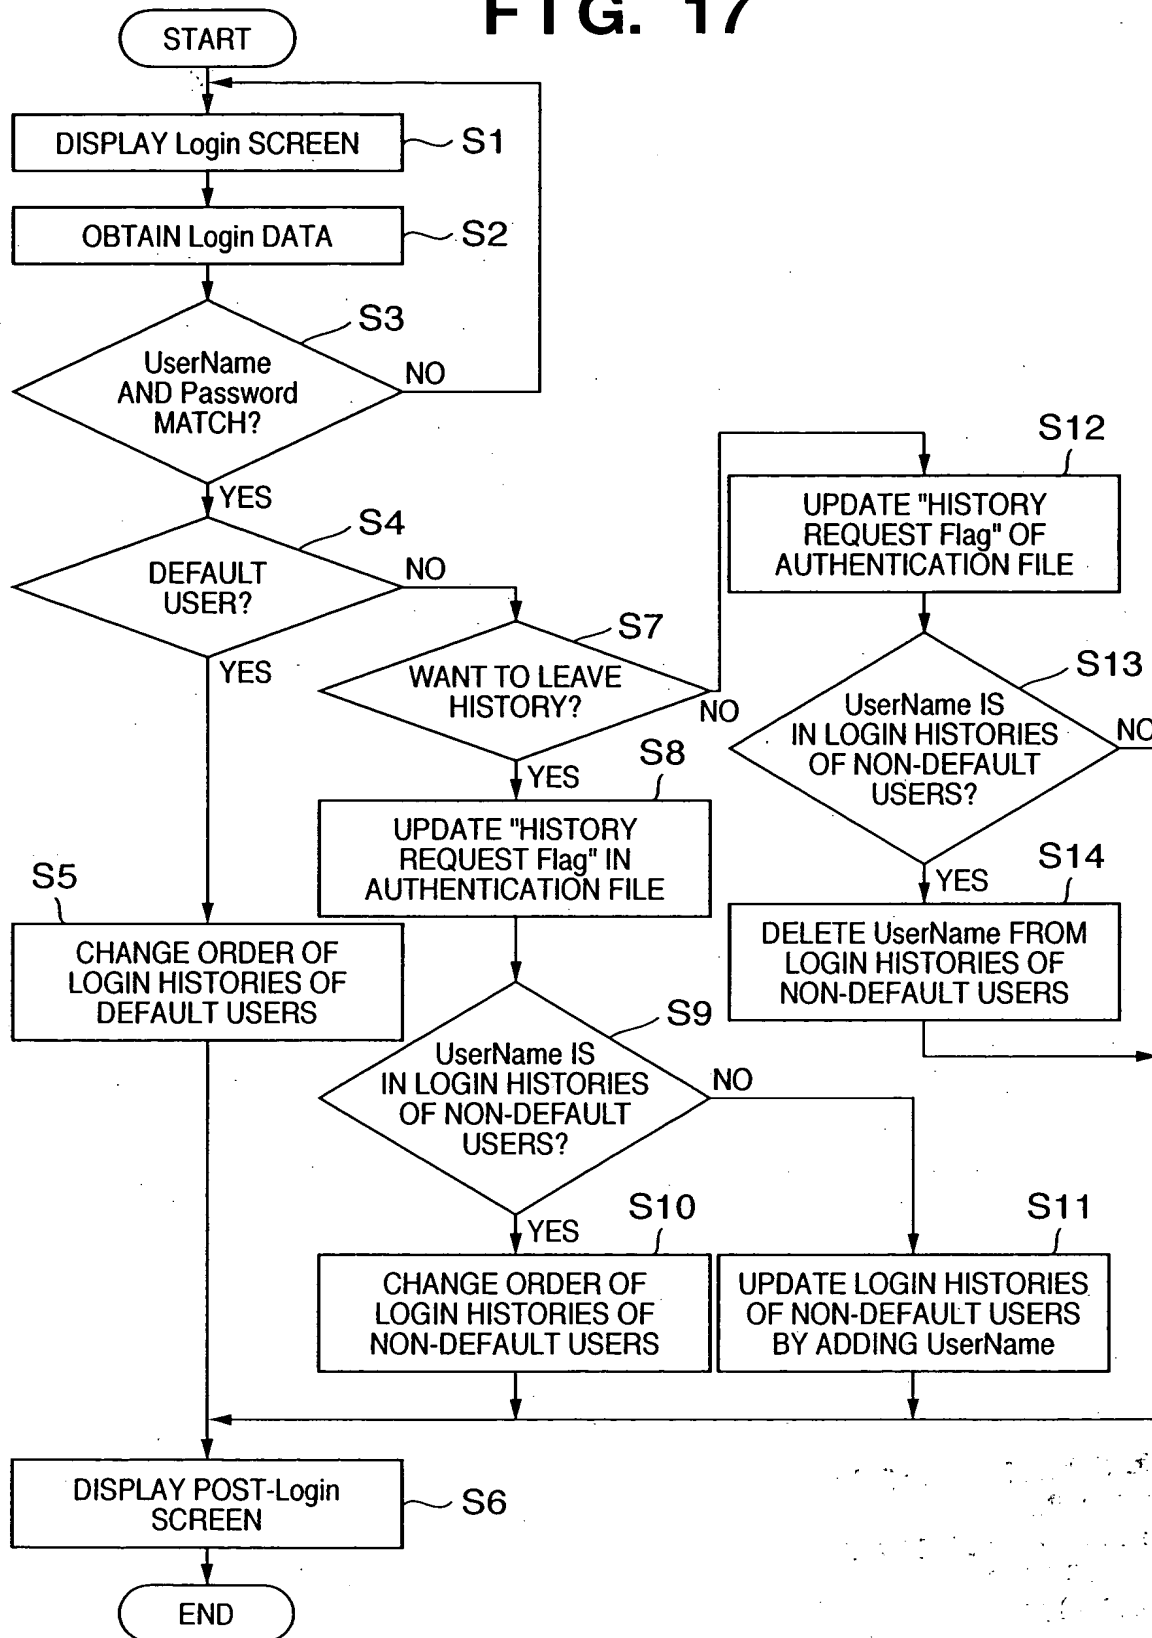 FIG. 17
START
DISPLAY Login SCREEN
S1
OBTAIN Login DATA
S2
S3
UserName
AND Password
MATCH?
NO
YES
S4
DEFAULT
USER?
NO
YES
S7
WANT TO LEAVE
HISTORY?
NO
YES
S12
UPDATE "HISTORY
REQUEST Flag" OF
AUTHENTICATION FILE
S13
UserName IS
IN LOGIN HISTORIES
OF NON-DEFAULT
USERS?
NO
YES
S14
DELETE UserName FROM
LOGIN HISTORIES OF
NON-DEFAULT USERS
S8
UPDATE "HISTORY
REQUEST Flag" IN
AUTHENTICATION FILE
S5
CHANGE ORDER OF
LOGIN HISTORIES OF
DEFAULT USERS
S9
UserName IS
IN LOGIN HISTORIES
OF NON-DEFAULT
USERS?
NO
YES
S10
CHANGE ORDER OF
LOGIN HISTORIES OF
NON-DEFAULT USERS
S11
UPDATE LOGIN HISTORIES
OF NON-DEFAULT USERS
BY ADDING UserName
DISPLAY POST-Login
SCREEN
S6
END